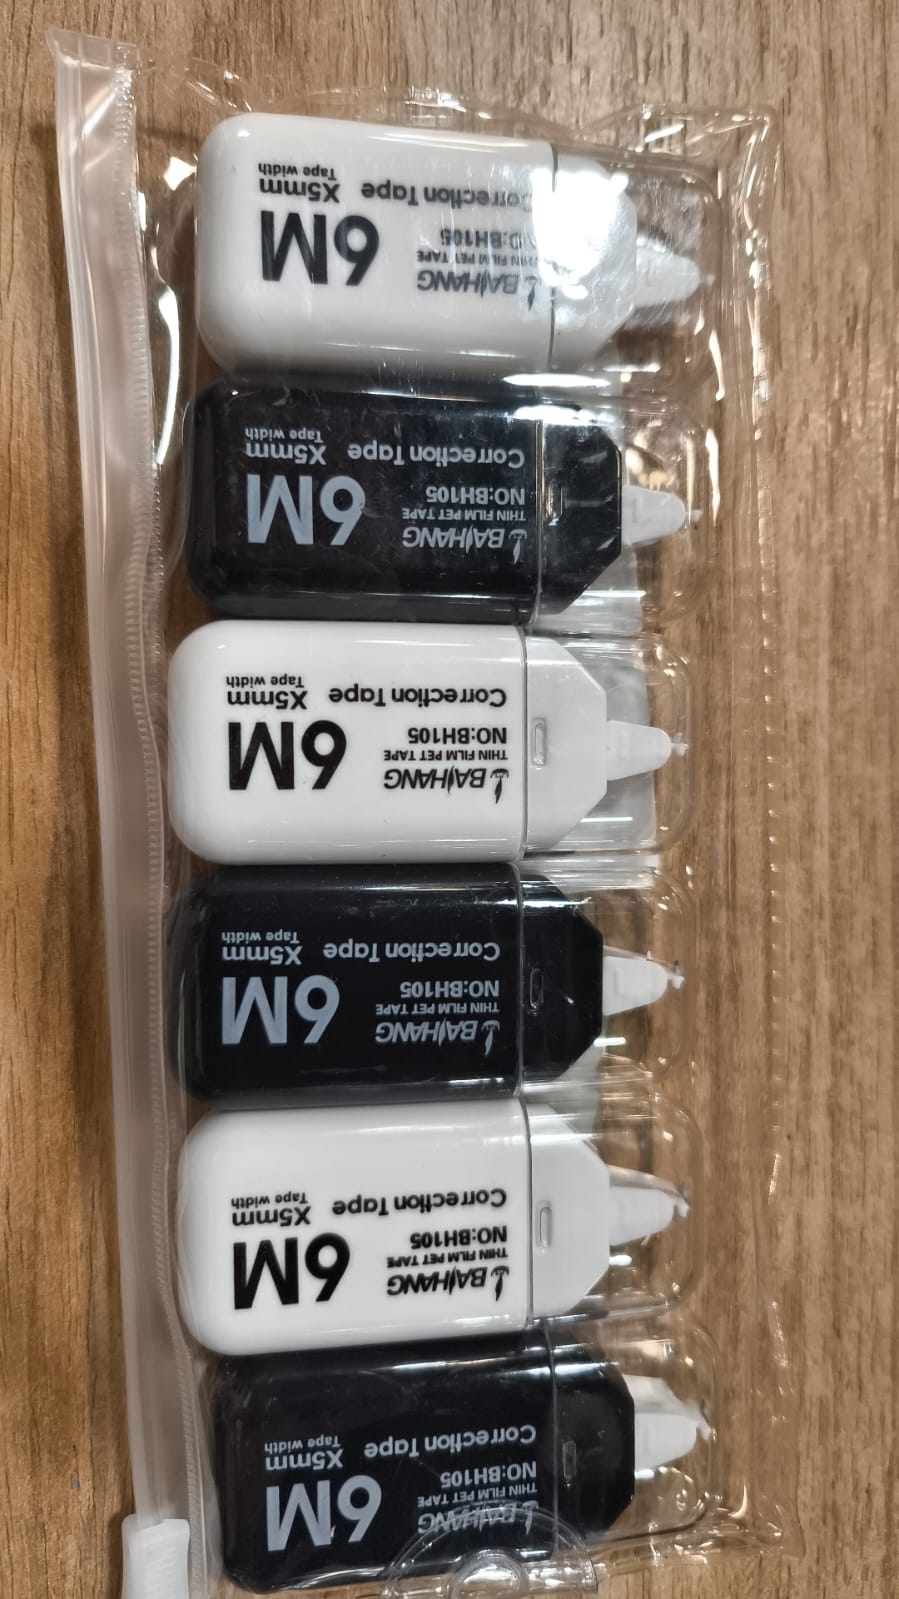 BAIHANG
THIN FILM PET TAPE
NO:BH105
Correction Tape
6M
X5mm
Tape width
BAIHANG
THIN FILM PET TAPE
NO:BH105
Correction Tape
6M
X5mm
Tape width
BAIHANG
THIN FILM PET TAPE
NO:BH105
Correction Tape
6M
X5mm
Tape width
BAIHANG
THIN FILM PET TAPE
NO:BH105
Correction Tape
6M
X5mm
Tape width
BAIHANG
THIN FILM PET TAPE
NO:BH105
Correction Tape
6M
X5mm
Tape width
BAIHANG
THIN FILM PET TAPE
NO:BH105
Correction Tape
6M
X5mm
Tape width